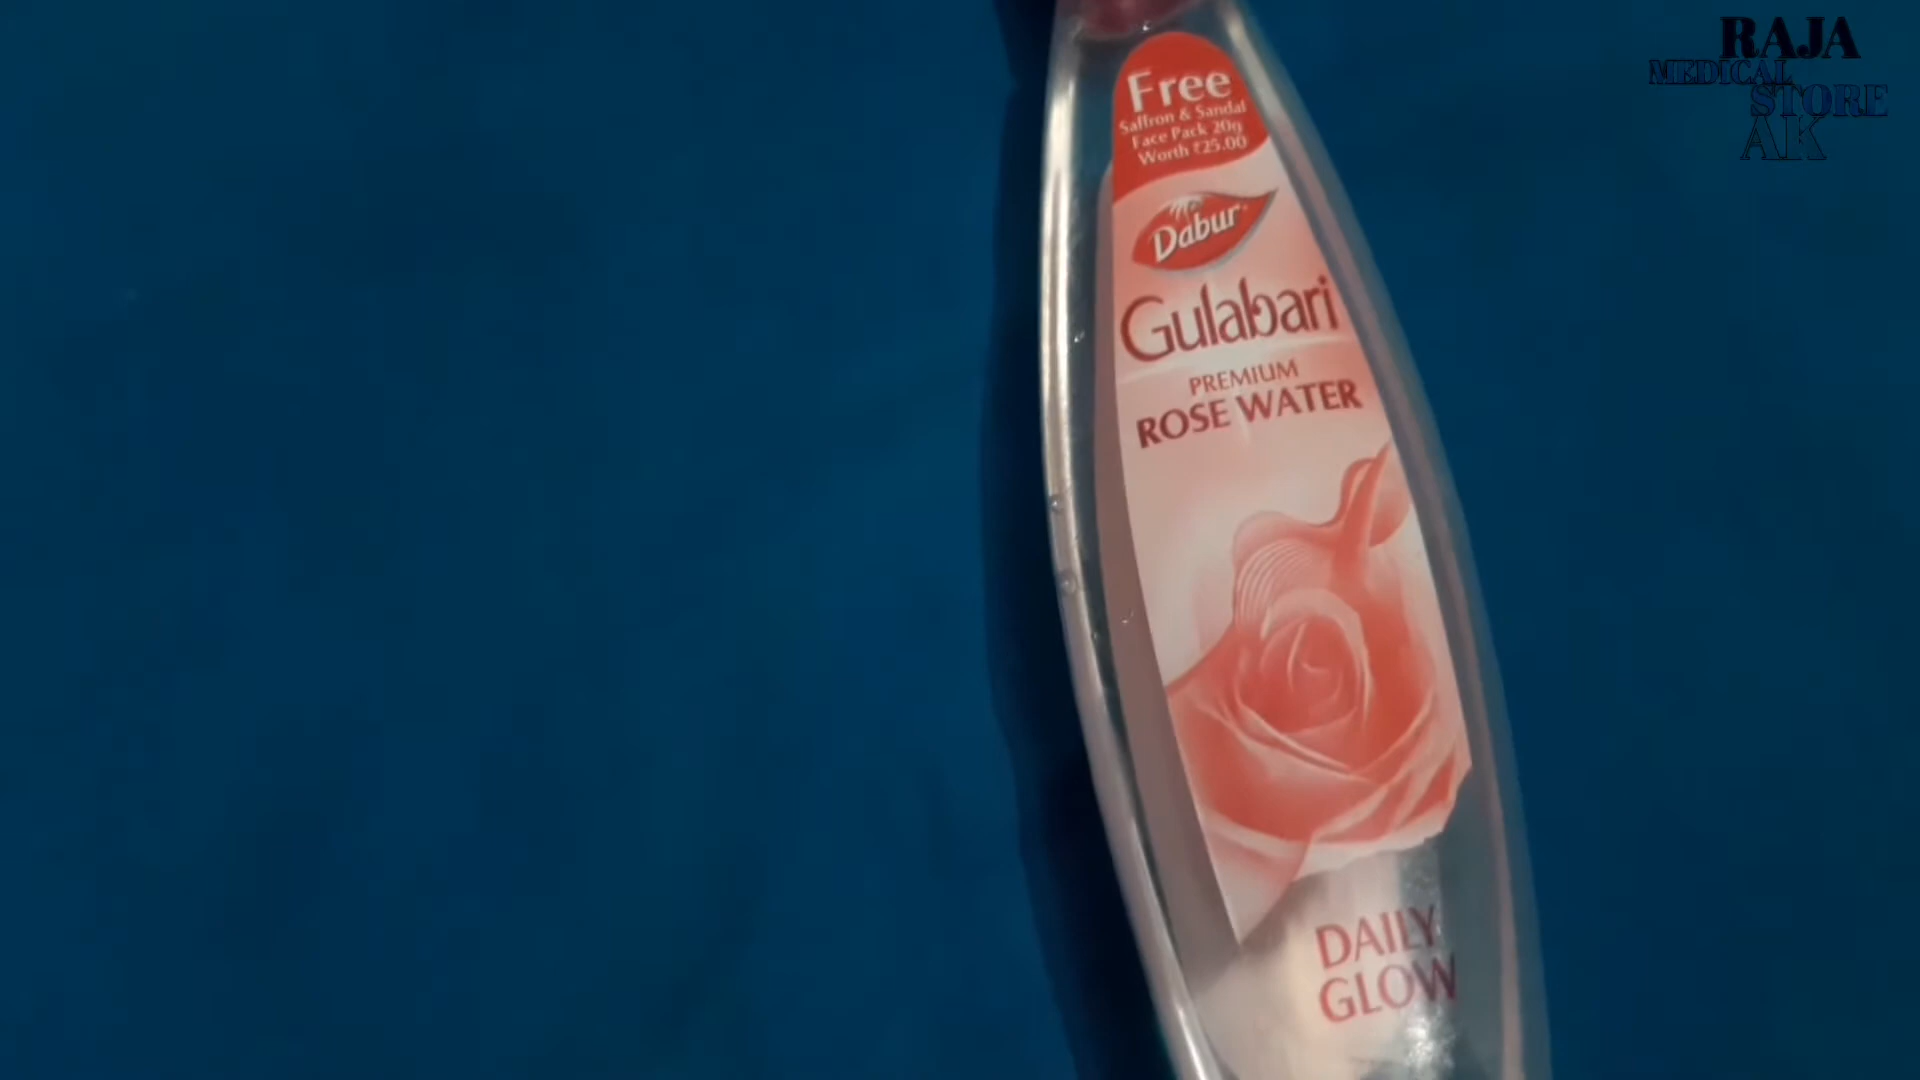 Free
Saffron & Sandal
Face Pack 20g
Worth ₹25.00
Dabur
Gulabari
PREMIUM
ROSE WATER
DAILY
GLOW
RAJA
MEDICAL
STORE
AK